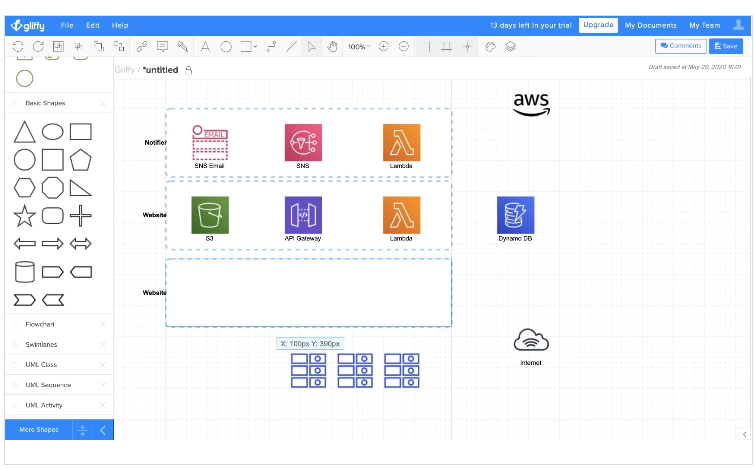 gliffy File Edit Help 13 days left in your trial Upgrade My Documents My Team
100% Comments Save
Gliffy / *untitled Draft saved at May 29, 2020 16:01
Basic Shapes
aws
EMAIL
Notifier
SNS Email SNS Lambda
Website
S3 API Gateway Lambda Dynamo DB
Website
X: 100px Y: 390px
Internet
Flowchart
Swimlanes
UML Class
UML Sequence
UML Activity
More Shapes